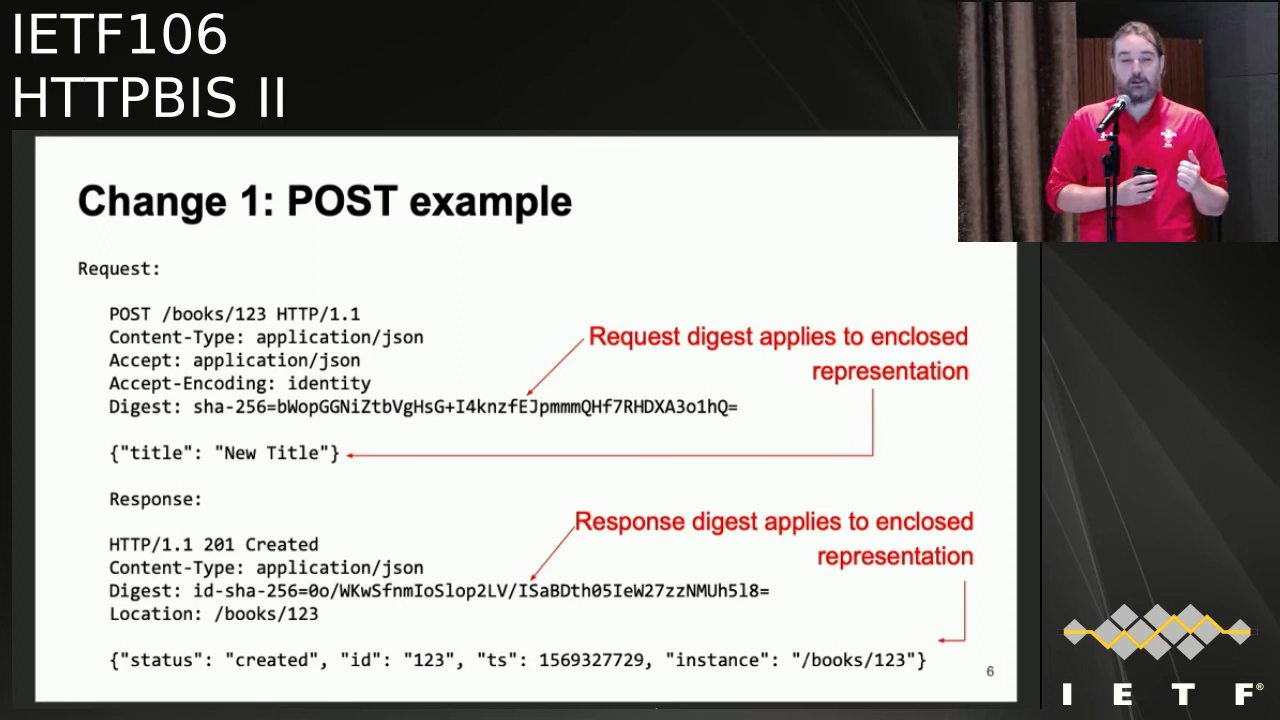 IETF106
HTTPBIS II
Change 1: POST example
Request:
POST /books/123 HTTP/1.1
Content-Type: application/json
Accept: application/json
Accept-Encoding: identity
Digest: sha-256=bWopGGNiZtbVgHsG+I4knzfEJpmmmQHf7RHDXA3o1hQ=
Request digest applies to enclosed
representation
{"title": "New Title"}
Response:
HTTP/1.1 201 Created
Content-Type: application/json
Digest: id-sha-256=0o/WKwSfnmIoSlop2LV/ISaBDth05IeW27zzNMUh5l8=
Location: /books/123
Response digest applies to enclosed
representation
{"status": "created", "id": "123", "ts": 1569327729, "instance": "/books/123"}
6
I E T F®